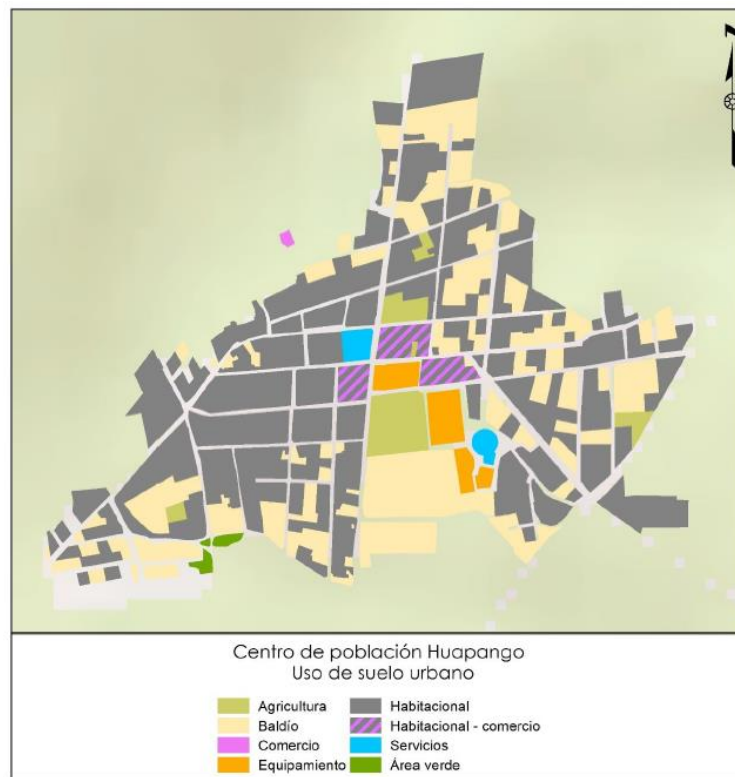 Centro de población Huapango
Uso de suelo urbano
Agricultura
Baldío
Comercio
Equipamiento
Habitacional
Habitacional - comercio
Servicios
Área verde